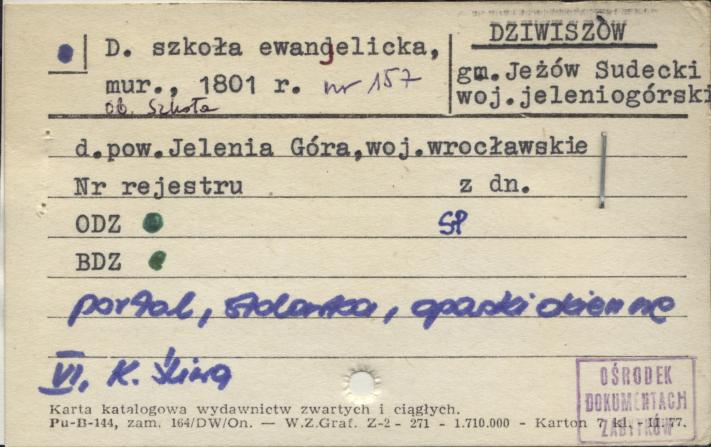 D. szkoła ewangelicka,
mur., 1801 r. nr 157
ob. Szkoła
DZIWISZÓW
gm. Jeżów Sudecki
woj. jeleniogórski
d.pow.Jelenia Góra,woj.wrocławskie
Nr rejestru z dn.
ODZ SP
BDZ
portal, stolarka, opaski okienne
VI, K. Śliwa
OŚRODEK
DOKUMENTACJI
ZABYTKÓW
Karta katalogowa wydawnictw zwartych i ciągłych.
Pu-B-144, zam. 164/DW/On. — W.Z.Graf. Z-2 - 271 - 1.710.000 - Karton 7 kl. - II.77.